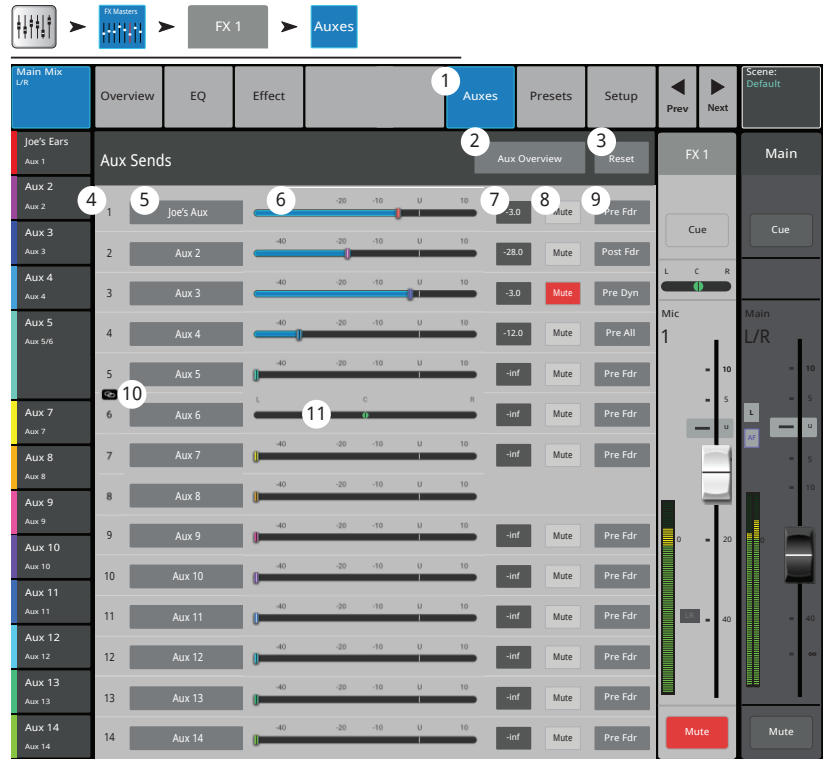 FX Masters
FX 1
Auxes
Main Mix
L/R
Overview
EQ
Effect
1
Auxes
Presets
Setup
Prev
Next
Scene:
Default
Joe's Ears
Aux 1
Aux 2
Aux 2
Aux 3
Aux 3
Aux 4
Aux 4
Aux 5
Aux 5/6
Aux 7
Aux 7
Aux 8
Aux 8
Aux 9
Aux 9
Aux 10
Aux 10
Aux 11
Aux 11
Aux 12
Aux 12
Aux 13
Aux 13
Aux 14
Aux 14
Aux Sends
2
Aux Overview
3
Reset
4
5
6
7
8
9
1 Joe's Aux -20 -10 U 10 -3.0 Mute Pre Fdr
2 Aux 2 -40 -20 -10 U 10 -28.0 Mute Post Fdr
3 Aux 3 -40 -20 -10 U 10 -3.0 Mute Pre Dyn
4 Aux 4 -40 -20 -10 U 10 -12.0 Mute Pre All
5 Aux 5 -40 -20 -10 U 10 -inf Mute Pre Fdr
10
6 Aux 6 L C R 11 -inf Mute Pre Fdr
7 Aux 7 -40 -20 -10 U 10 -inf Mute Pre Fdr
8 Aux 8 -40 -20 -10 U 10
9 Aux 9 -40 -20 -10 U 10 -inf Mute Pre Fdr
10 Aux 10 -40 -20 -10 U 10 -inf Mute Pre Fdr
11 Aux 11 -40 -20 -10 U 10 -inf Mute Pre Fdr
12 Aux 12 -40 -20 -10 U 10 -inf Mute Pre Fdr
13 Aux 13 -40 -20 -10 U 10 -inf Mute Pre Fdr
14 Aux 14 -40 -20 -10 U 10 -inf Mute Pre Fdr
FX 1
Cue
L C R
Mic
1
10
5
U
0
20
LR
40
Mute
Main
Cue
Main
L/R
10
5
L
U
AF
5
10
0
20
40
∞
Mute